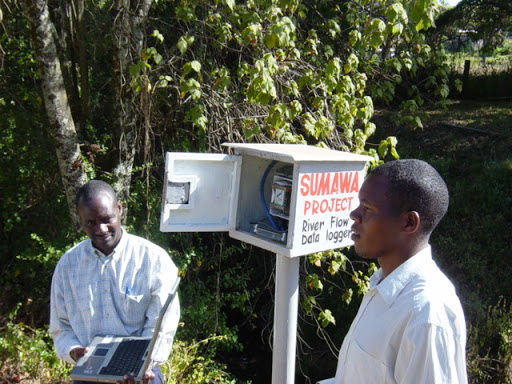 SUMAWA
PROJECT
River Flow
Data logger